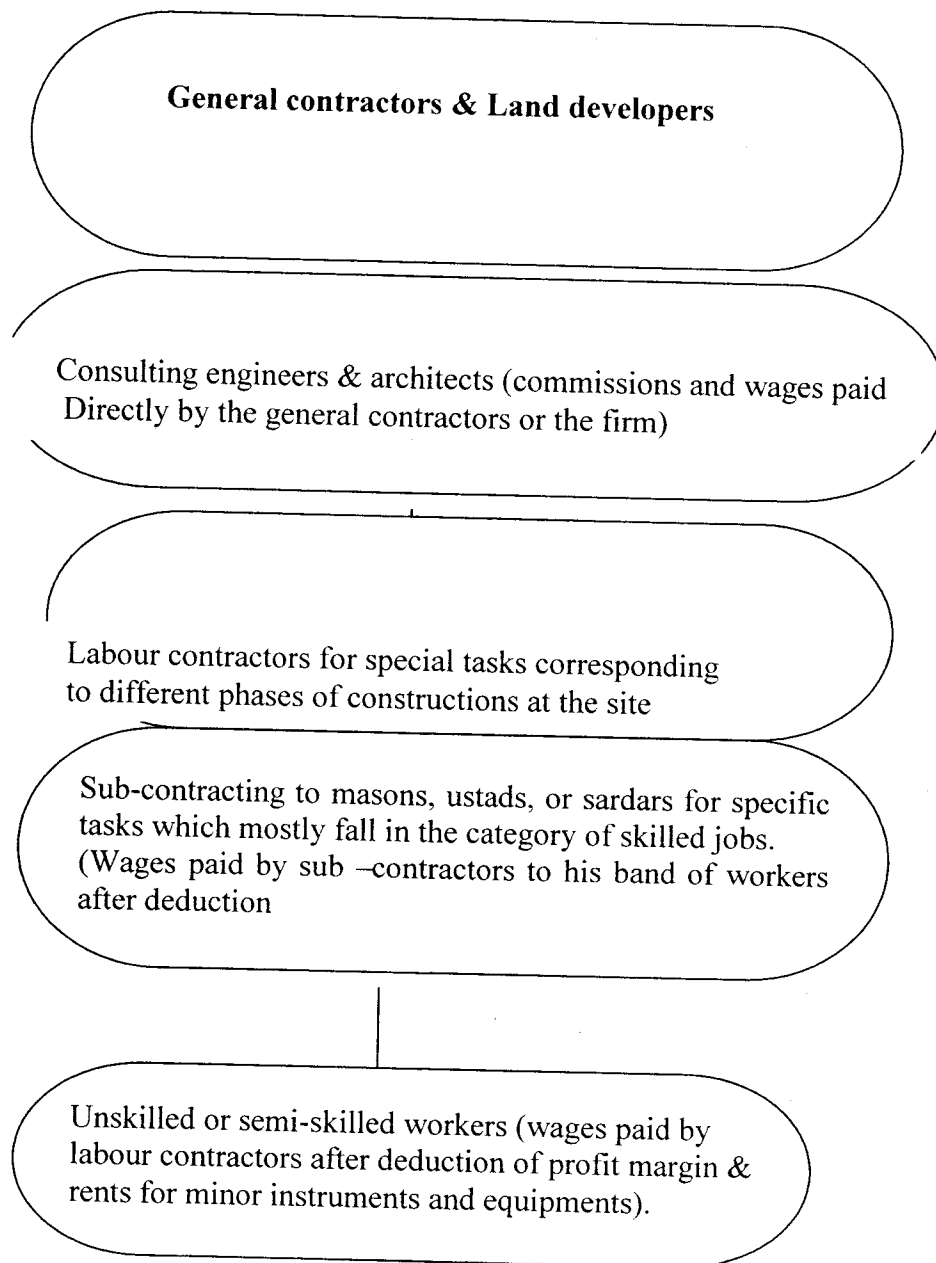 General contractors & Land developers
Consulting engineers & architects (commissions and wages paid
Directly by the general contractors or the firm)
Labour contractors for special tasks corresponding
to different phases of constructions at the site
Sub-contracting to masons, ustads, or sardars for specific
tasks which mostly fall in the category of skilled jobs.
(Wages paid by sub –contractors to his band of workers
after deduction
Unskilled or semi-skilled workers (wages paid by
labour contractors after deduction of profit margin &
rents for minor instruments and equipments).